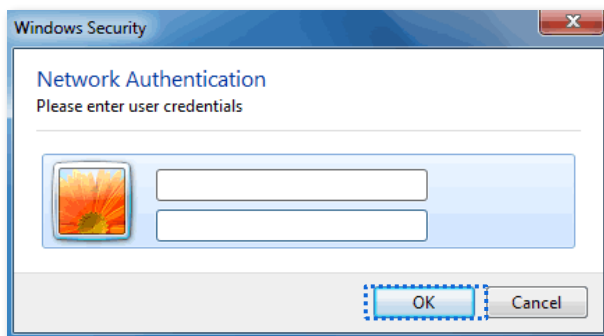 Windows Security
Network Authentication
Please enter user credentials
OK
Cancel